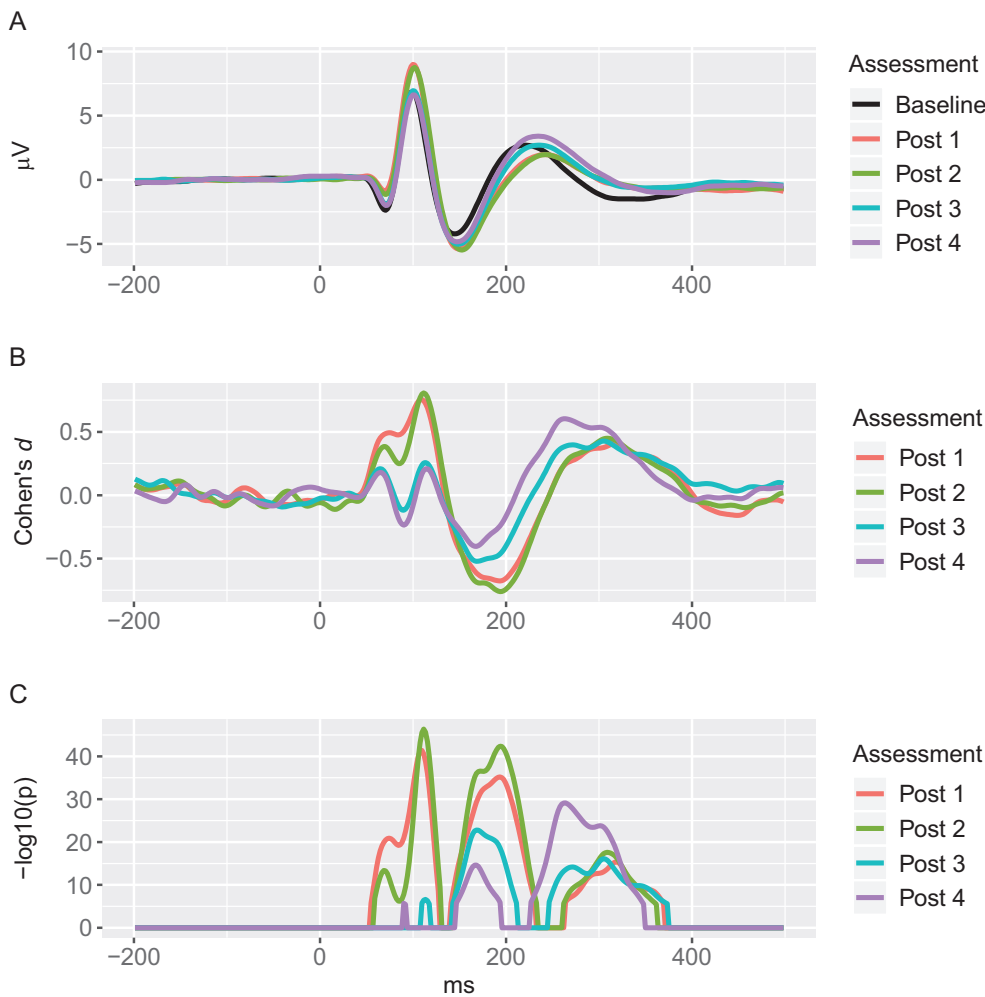 A
10
5
0
−5
μV
−200
0
200
400
Assessment
Baseline
Post 1
Post 2
Post 3
Post 4
B
0.5
0.0
−0.5
Cohen's d
−200
0
200
400
Assessment
Post 1
Post 2
Post 3
Post 4
C
40
30
20
10
0
−log10(p)
−200
0
200
400
ms
Assessment
Post 1
Post 2
Post 3
Post 4